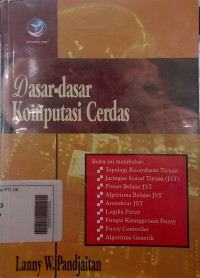 Dasar-dasar
Komputasi Cerdas
Buku ini membahas:
Topologi Kecerdasan Tiruan
Jaringan Syaraf Tiruan (JST)
Proses Belajar JST
Algoritma Belajar JST
Arsitektur JST
Logika Fuzzy
Fungsi Keanggotaan Fuzzy
Fuzzy Controller
Algoritma Genetik
Lanny W. Pandjaitan